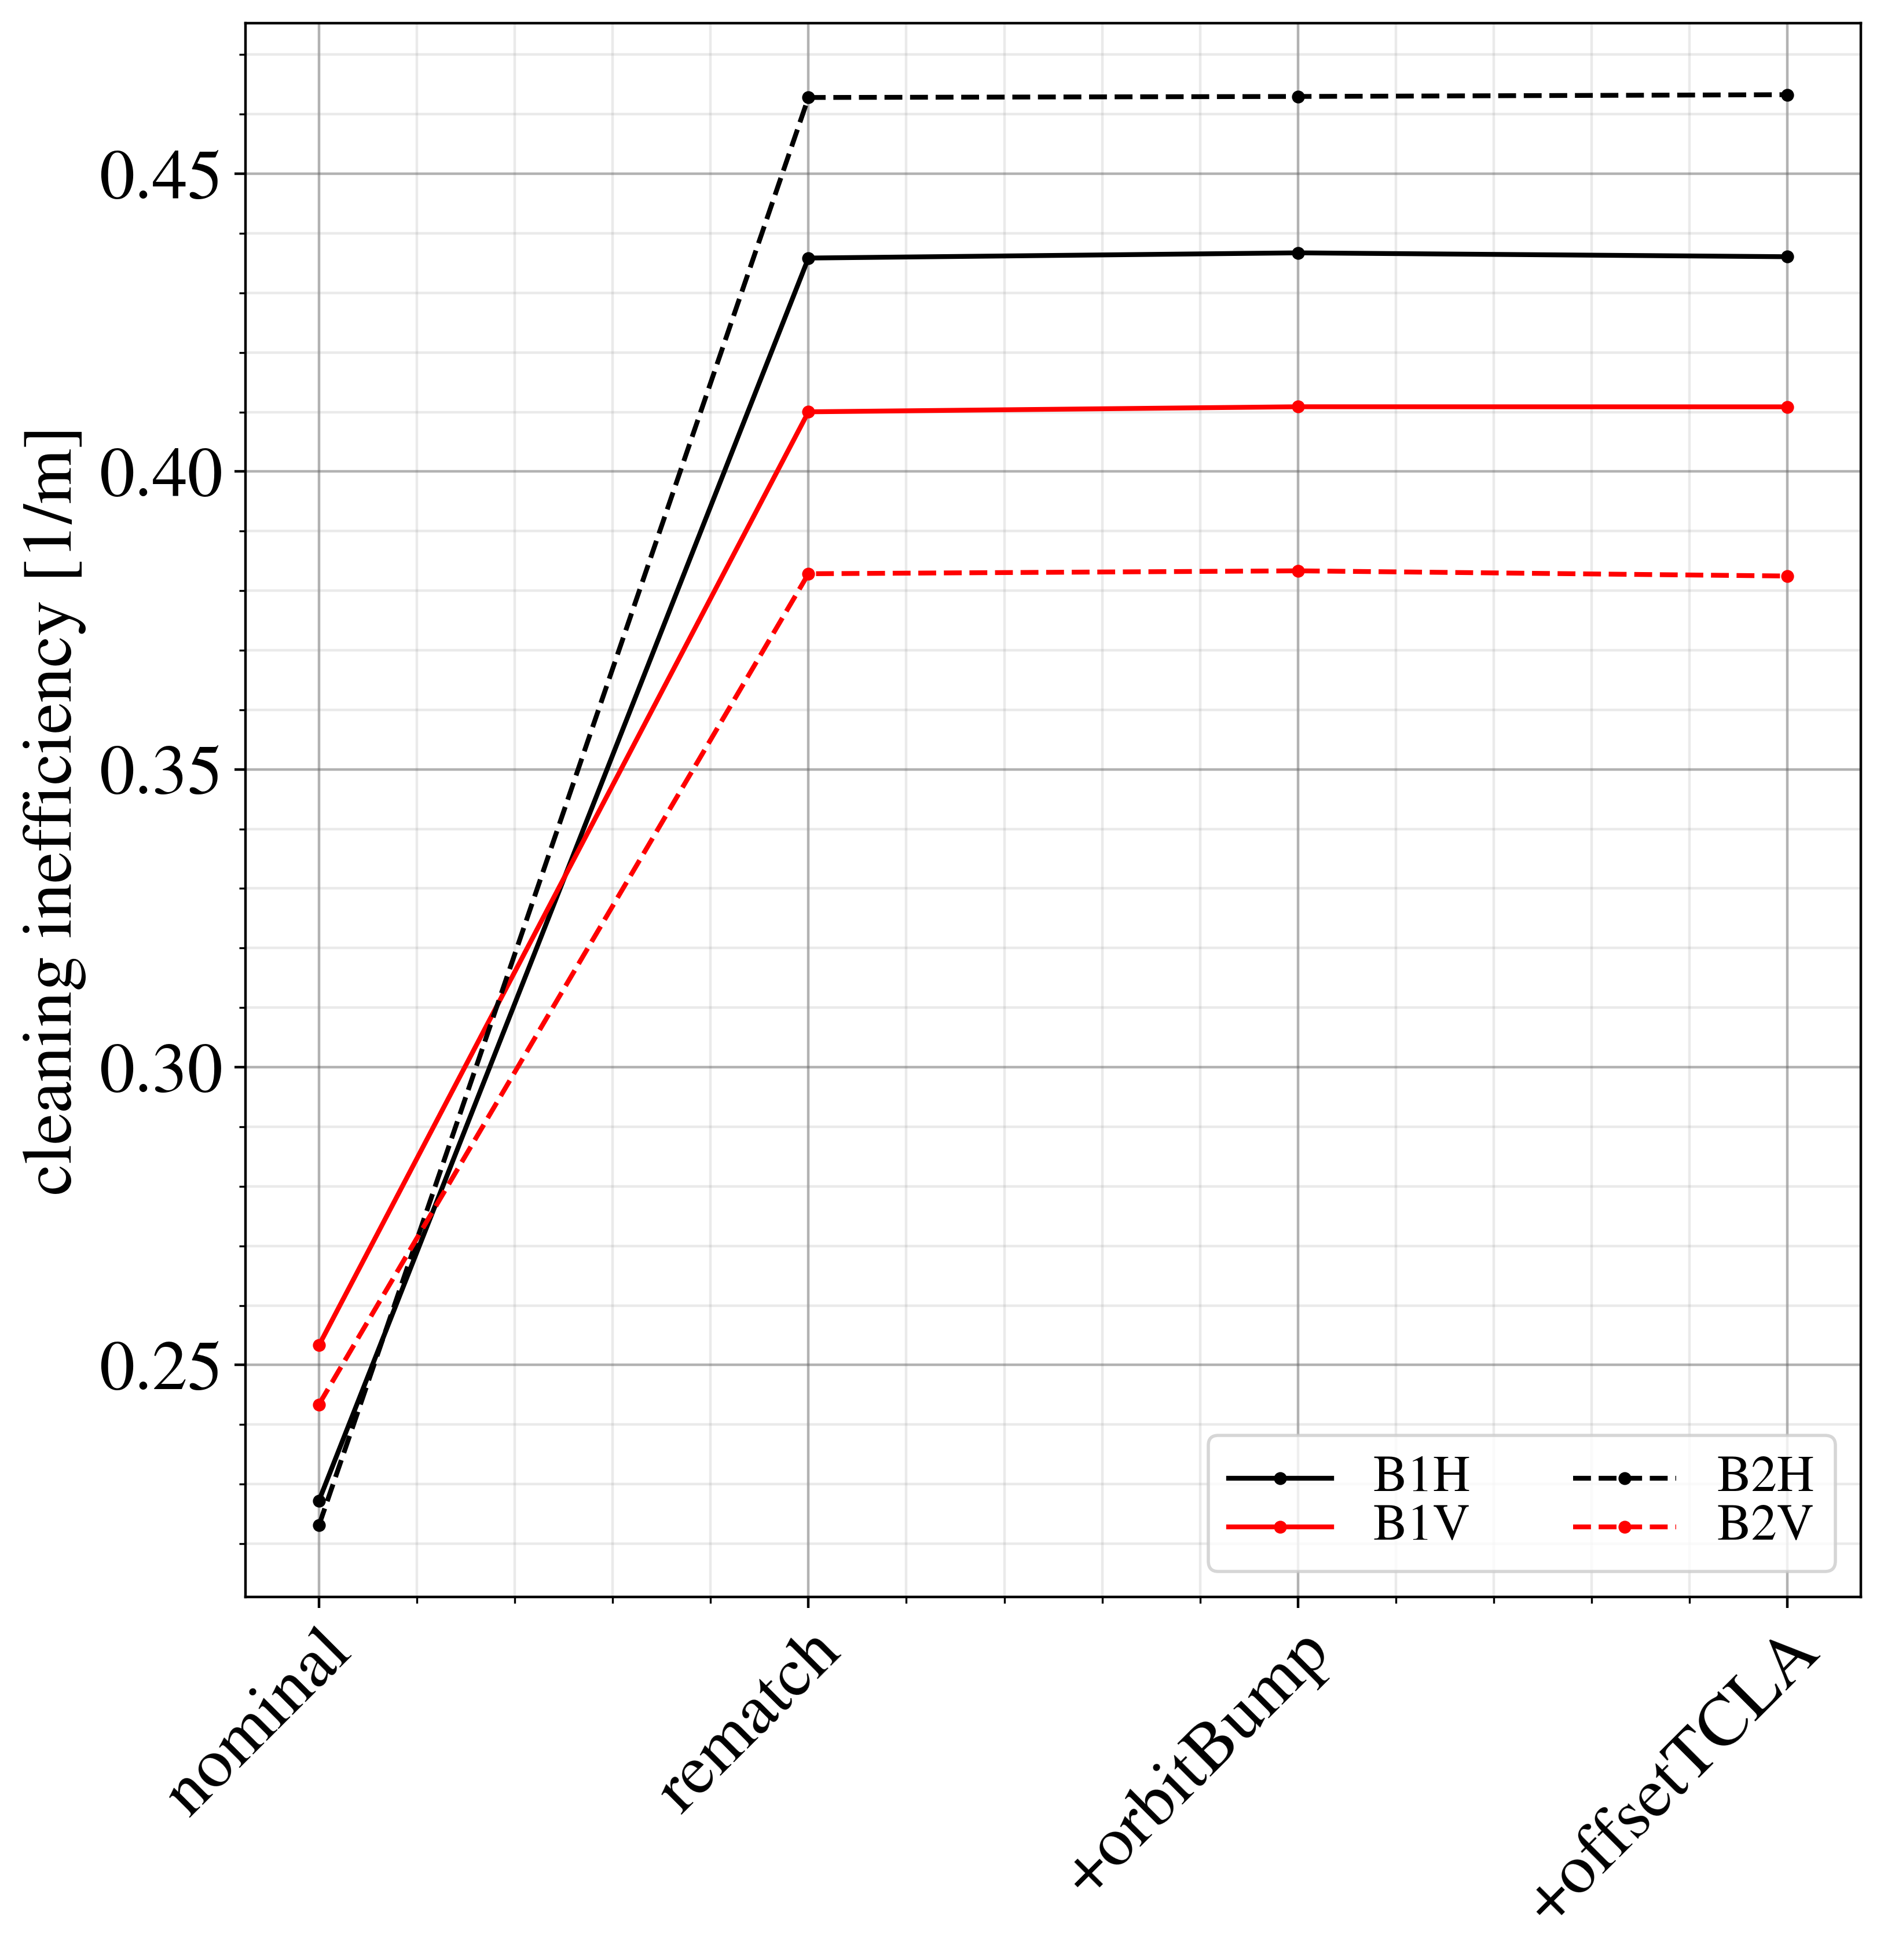 cleaning inefficiency [1/m]
0.45
0.40
0.35
0.30
0.25
B1H
B2H
B1V
B2V
nominal
rematch
+orbitBump
+offsetTCLA